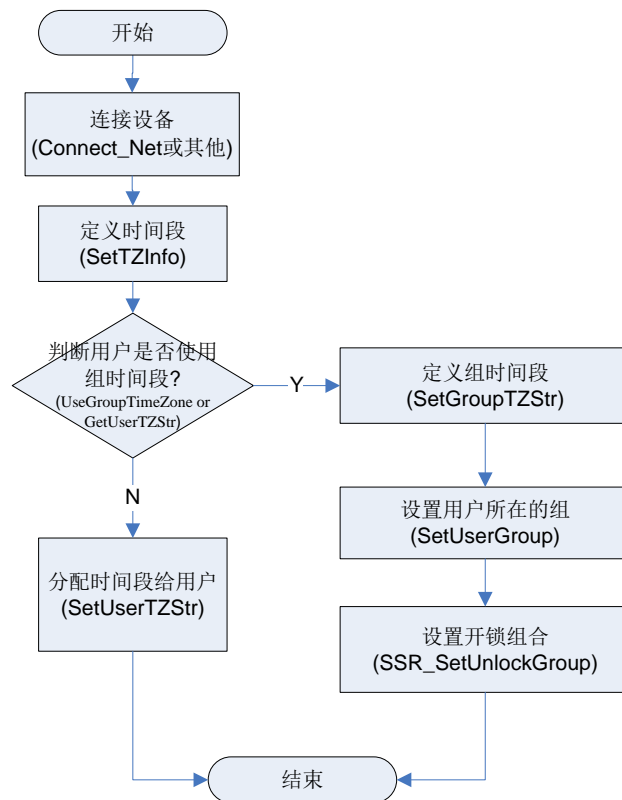 开始
连接设备
(Connect_Net或其他)
定义时间段
(SetTZInfo)
判断用户是否使用
组时间段?
(UseGroupTimeZone or
GetUserTZStr)
Y
定义组时间段
(SetGroupTZStr)
N
设置用户所在的组
(SetUserGroup)
分配时间段给用户
(SetUserTZStr)
设置开锁组合
(SSR_SetUnlockGroup)
结束